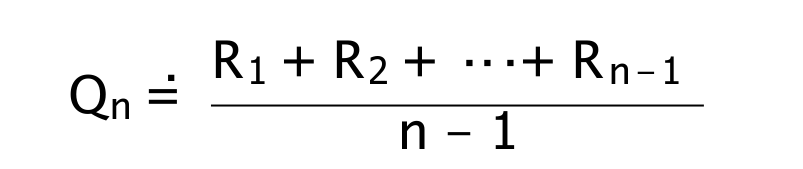 Qₙ ≐ (R₁ + R₂ + ⋯ + Rₙ₋₁) / (n − 1)